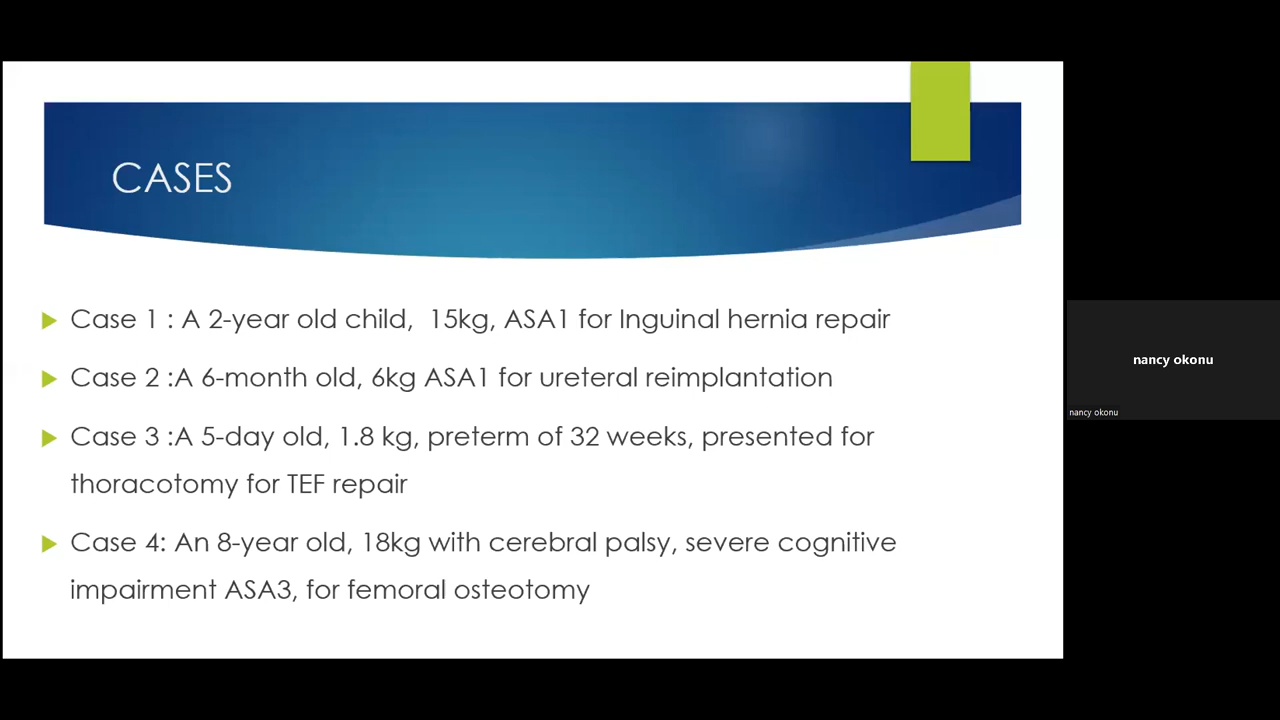 CASES
Case 1 : A 2-year old child,  15kg, ASA1 for Inguinal hernia repair
Case 2 :A 6-month old, 6kg ASA1 for ureteral reimplantation
Case 3 :A 5-day old, 1.8 kg, preterm of 32 weeks, presented for
thoracotomy for TEF repair
Case 4: An 8-year old, 18kg with cerebral palsy, severe cognitive
impairment ASA3, for femoral osteotomy
nancy okonu
nancy okonu